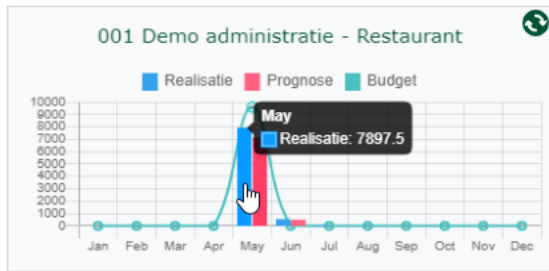 001 Demo administratie - Restaurant
Realisatie Prognose Budget
10000
9000
8000
7000
6000
5000
4000
3000
2000
1000
0
May
Realisatie: 7897.5
Jan Feb Mar Apr May Jun Jul Aug Sep Oct Nov Dec